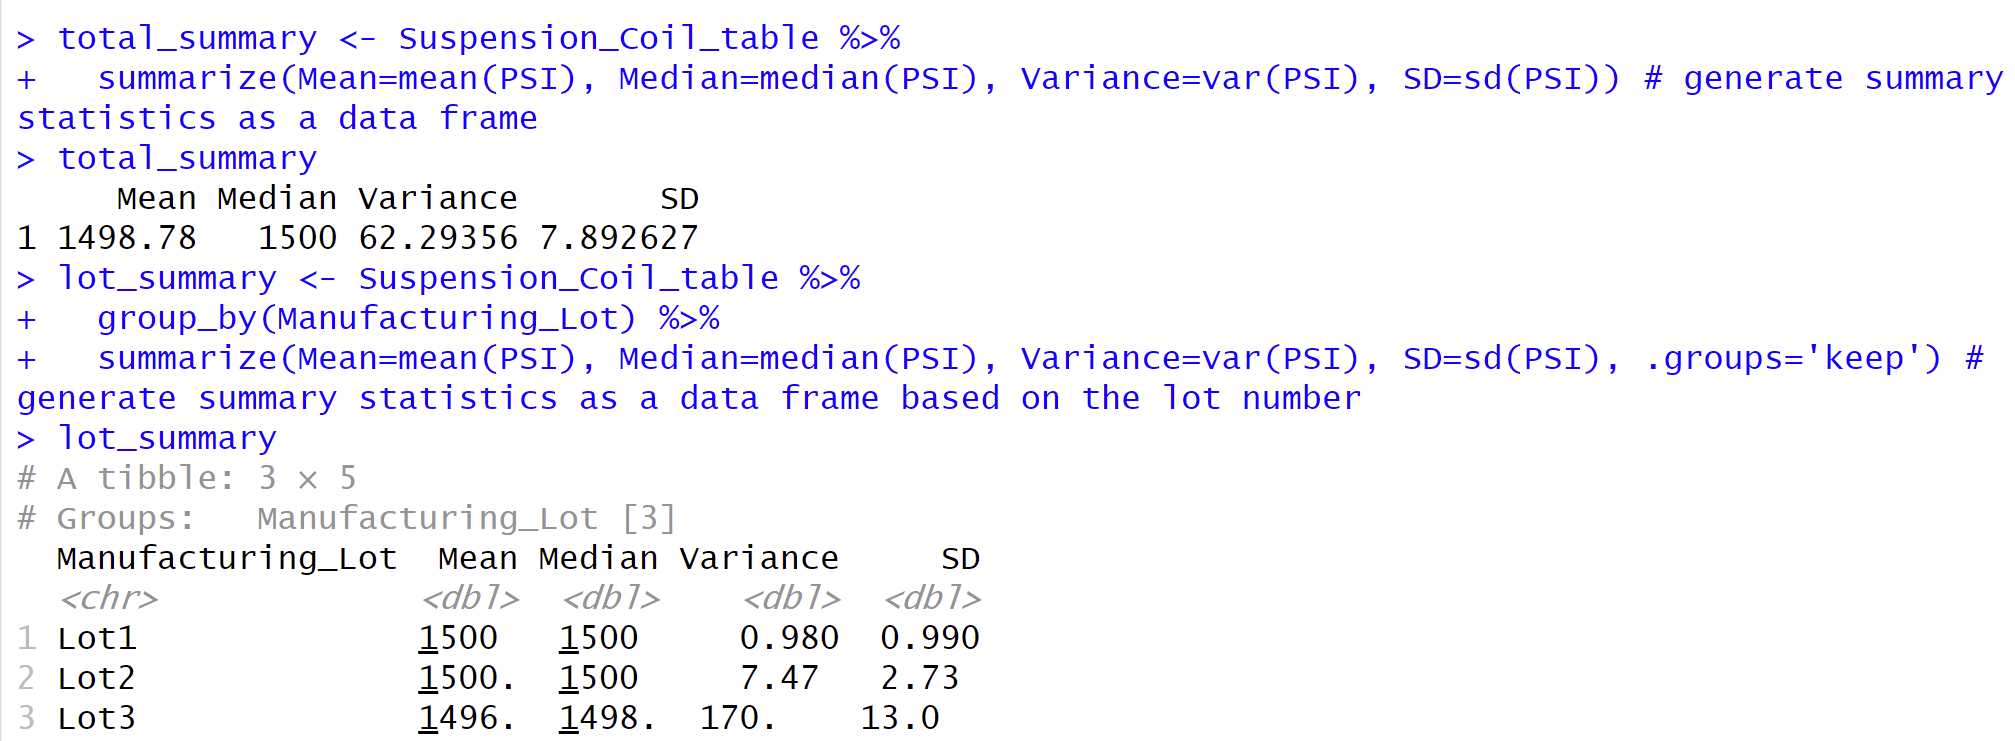 > total_summary <- Suspension_Coil_table %>%
+   summarize(Mean=mean(PSI), Median=median(PSI), Variance=var(PSI), SD=sd(PSI)) # generate summary
statistics as a data frame
> total_summary
     Mean Median Variance       SD
1 1498.78   1500 62.29356 7.892627
> lot_summary <- Suspension_Coil_table %>%
+   group_by(Manufacturing_Lot) %>%
+   summarize(Mean=mean(PSI), Median=median(PSI), Variance=var(PSI), SD=sd(PSI), .groups='keep') #
generate summary statistics as a data frame based on the lot number
> lot_summary
# A tibble: 3 × 5
# Groups:   Manufacturing_Lot [3]
  Manufacturing_Lot  Mean Median Variance     SD
  <chr>             <dbl>  <dbl>    <dbl>  <dbl>
1 Lot1              1500   1500     0.980  0.990
2 Lot2              1500.  1500     7.47   2.73
3 Lot3              1496.  1498.  170.    13.0